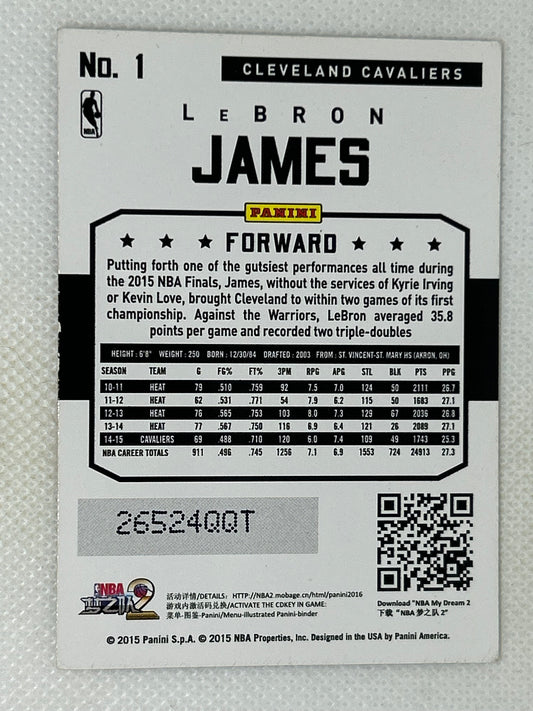 No. 1
CLEVELAND CAVALIERS
NBA
LEBRON
JAMES
PANINI
★ ★ ★ FORWARD ★ ★ ★
Putting forth one of the gutsiest performances all time during
the 2015 NBA Finals, James, without the services of Kyrie Irving
or Kevin Love, brought Cleveland to within two games of its first
championship. Against the Warriors, LeBron averaged 35.8
points per game and recorded two triple-doubles
HEIGHT: 6'8" WEIGHT: 250 BORN: 12/30/84 DRAFTED: 2003 FROM: ST. VINCENT-ST. MARY HS (AKRON, OH)
SEASON TEAM G FG% FT% 3PM RPG APG STL BLK PTS PPG
10-11 HEAT 79 .510 .759 92 7.5 7.0 124 50 2111 26.7
11-12 HEAT 62 .531 .771 54 7.9 6.2 115 50 1683 27.1
12-13 HEAT 76 .565 .753 103 8.0 7.3 129 67 2036 26.8
13-14 HEAT 77 .567 .750 116 6.9 6.4 121 26 2089 27.1
14-15 CAVALIERS 69 .488 .710 120 6.0 7.4 109 49 1743 25.3
NBA CAREER TOTALS 911 .496 .745 1256 7.1 6.9 1553 724 24913 27.3
26524QQT
NBA
梦之队2
活动详情/DETAILS: HTTP://NBA2.mobage.cn/html/panini2016
游戏内激活码兑换/ACTIVATE THE CDKEY IN GAME:
菜单-图鉴-Panini/Menu-illustrated Panini-binder
Download "NBA My Dream 2
下载 "NBA 梦之队 2"
© 2015 Panini S.p.A. © 2015 NBA Properties, Inc. Designed in the USA by Panini America.